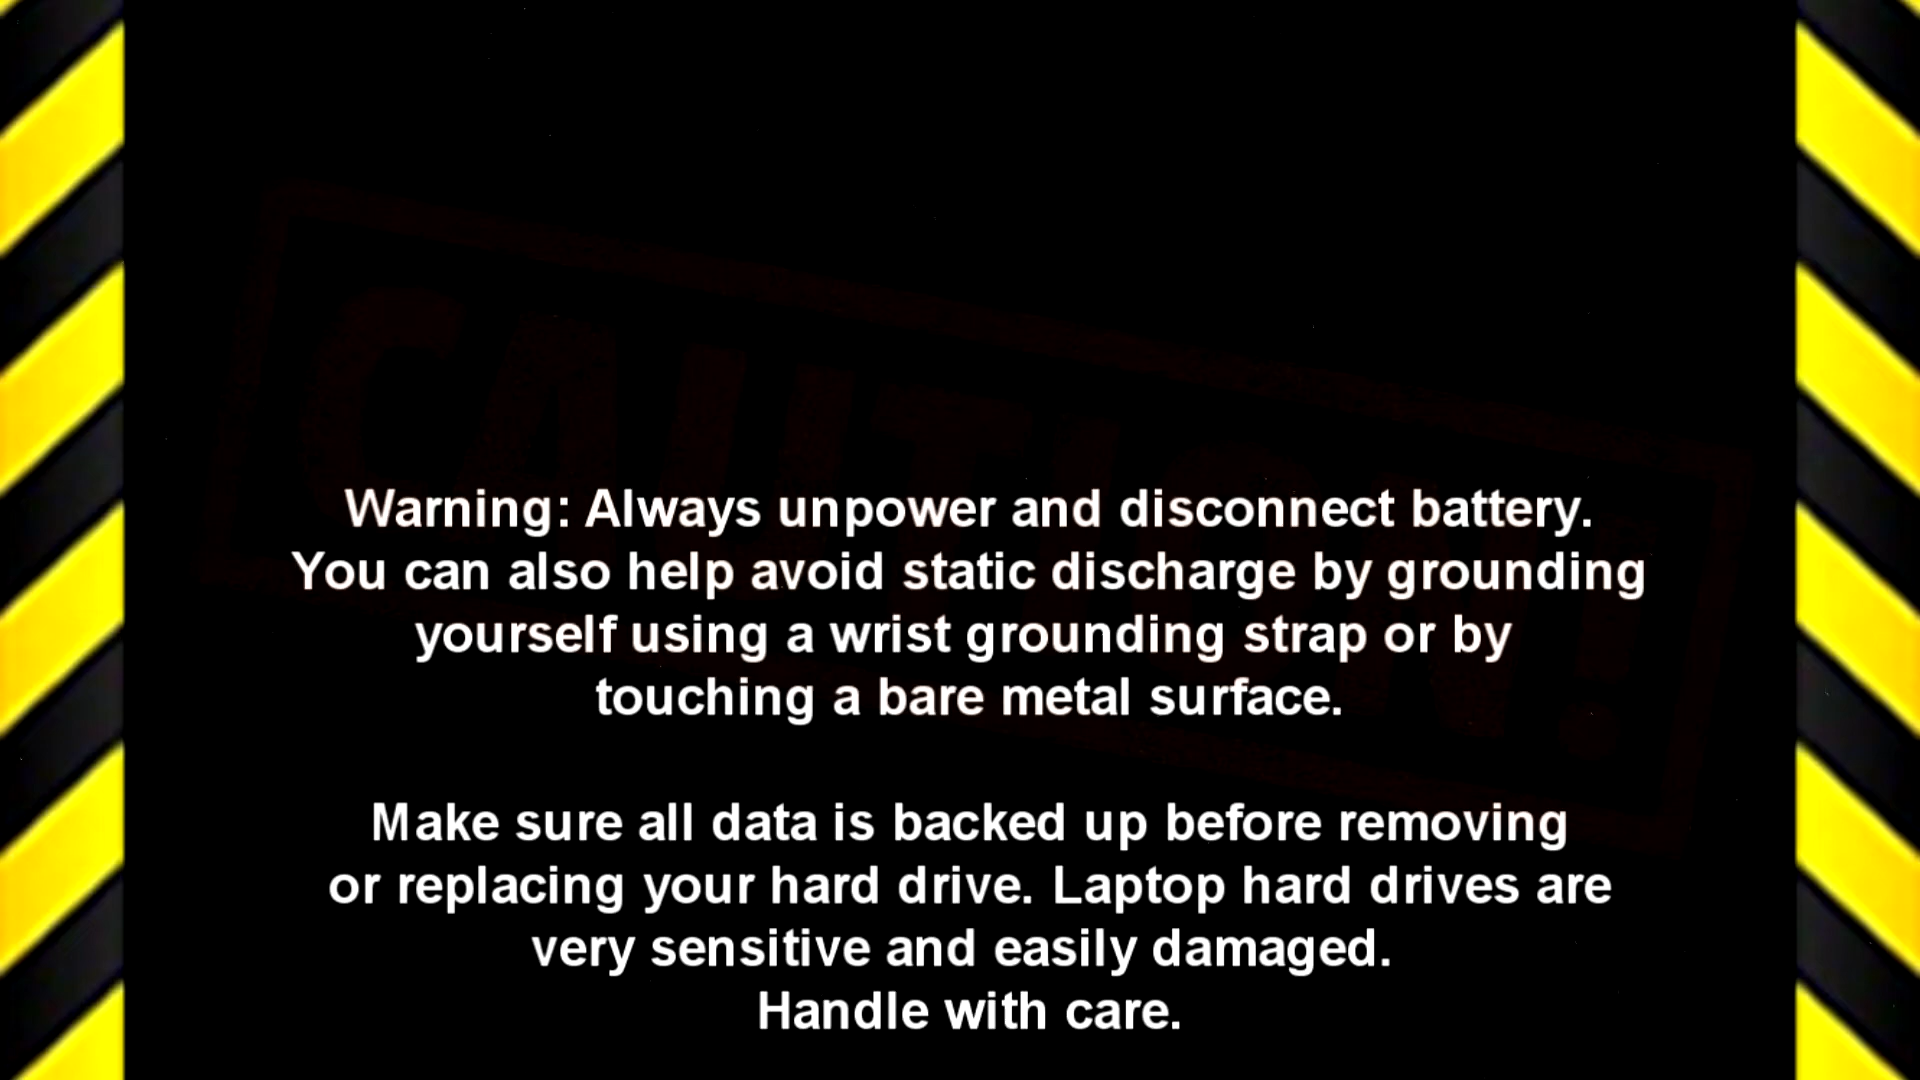 CAUTION!
Warning: Always unpower and disconnect battery.
You can also help avoid static discharge by grounding
yourself using a wrist grounding strap or by
touching a bare metal surface.
Make sure all data is backed up before removing
or replacing your hard drive. Laptop hard drives are
very sensitive and easily damaged.
Handle with care.